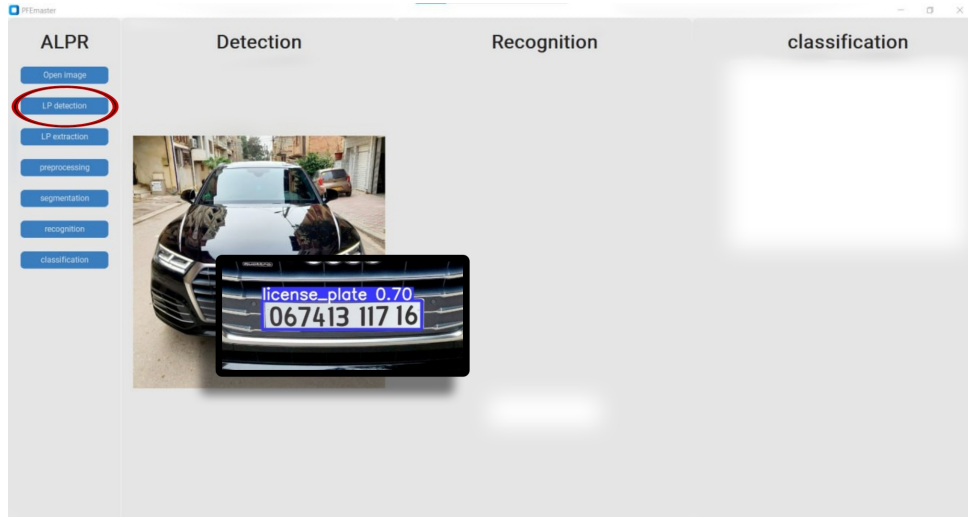 PFEmaster
ALPR
Open image
LP detection
LP extraction
preprocessing
segmentation
recognition
classification
Detection
license_plate 0.70
067413 117 16
Recognition
classification